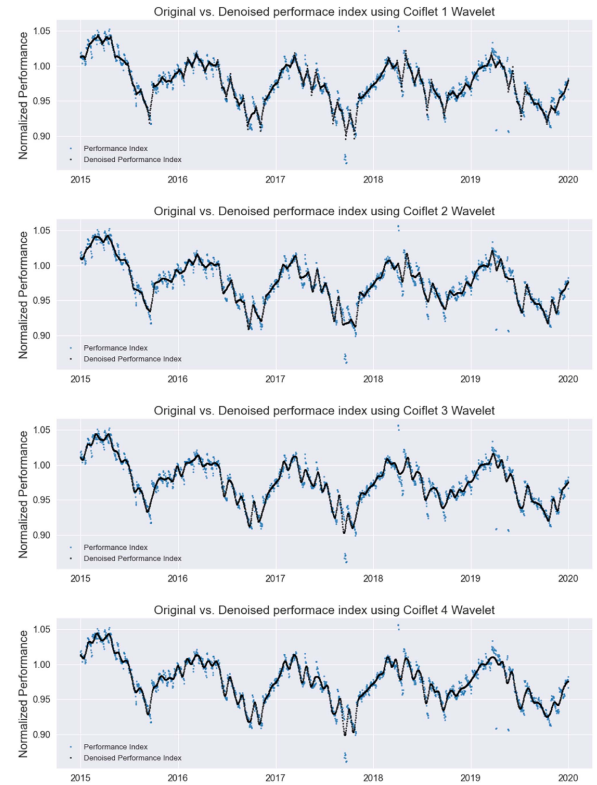 Original vs. Denoised performace index using Coiflet 1 Wavelet
Normalized Performance
1.05
1.00
0.95
0.90
Performance Index
Denoised Performance Index
2015 2016 2017 2018 2019 2020
Original vs. Denoised performace index using Coiflet 2 Wavelet
Normalized Performance
1.05
1.00
0.95
0.90
Performance Index
Denoised Performance Index
2015 2016 2017 2018 2019 2020
Original vs. Denoised performace index using Coiflet 3 Wavelet
Normalized Performance
1.05
1.00
0.95
0.90
Performance Index
Denoised Performance Index
2015 2016 2017 2018 2019 2020
Original vs. Denoised performace index using Coiflet 4 Wavelet
Normalized Performance
1.05
1.00
0.95
0.90
Performance Index
Denoised Performance Index
2015 2016 2017 2018 2019 2020